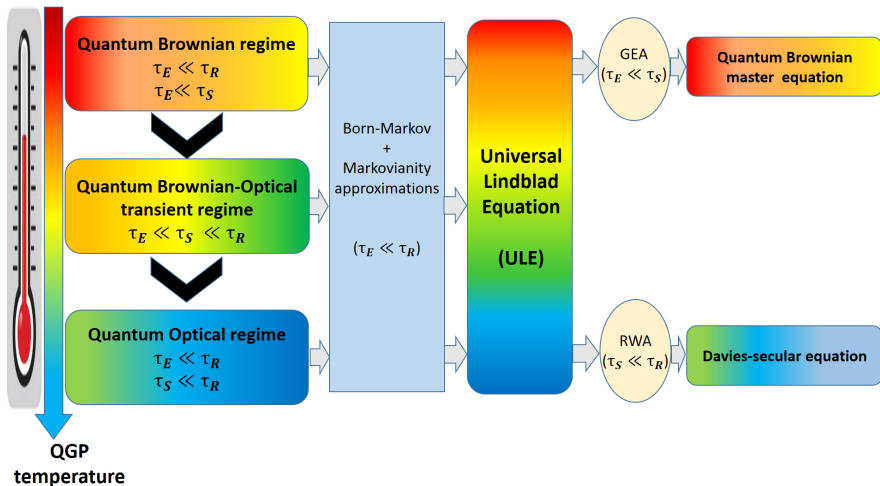 Quantum Brownian regime
τ_E ≪ τ_R
τ_E ≪ τ_S
Quantum Brownian-Optical
transient regime
τ_E ≪ τ_S ≪ τ_R
Quantum Optical regime
τ_E ≪ τ_R
τ_S ≪ τ_R
QGP
temperature
Born-Markov
+
Markovianity
approximations
(τ_E ≪ τ_R)
Universal
Lindblad
Equation
(ULE)
GEA
(τ_E ≪ τ_S)
Quantum Brownian
master equation
RWA
(τ_S ≪ τ_R)
Davies-secular equation